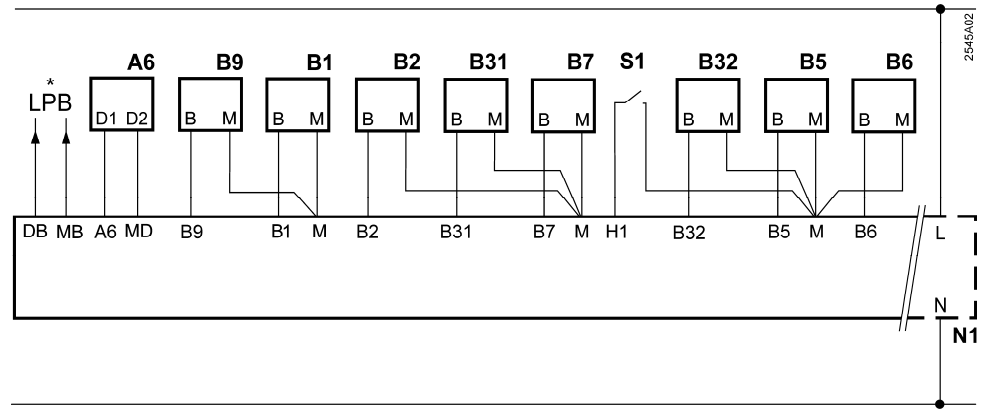 2545A02
A6 B9 B1 B2 B31 B7 S1 B32 B5 B6
*
LPB
D1 D2 B M B M B M B M B M B M B M B M
DB MB A6 MD B9 B1 M B2 B31 B7 M H1 B32 B5 M B6 L
N
N1